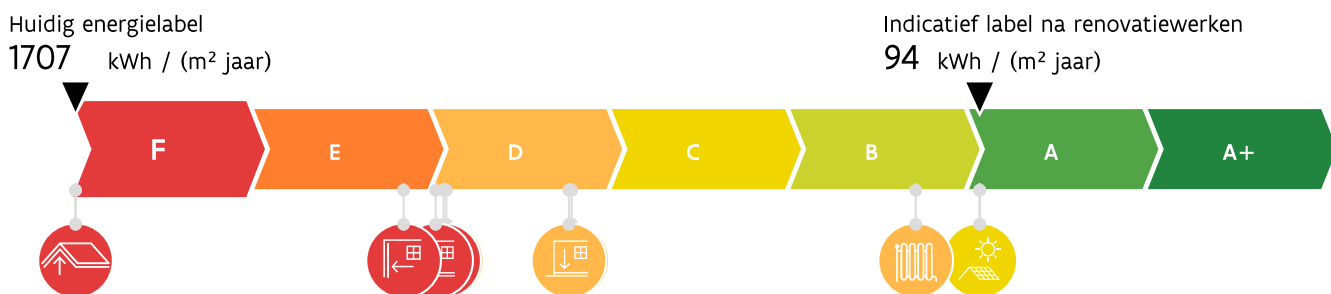 Huidig energielabel
1707 kWh / (m² jaar)
Indicatief label na renovatiewerken
94 kWh / (m² jaar)
F E D C B A A+